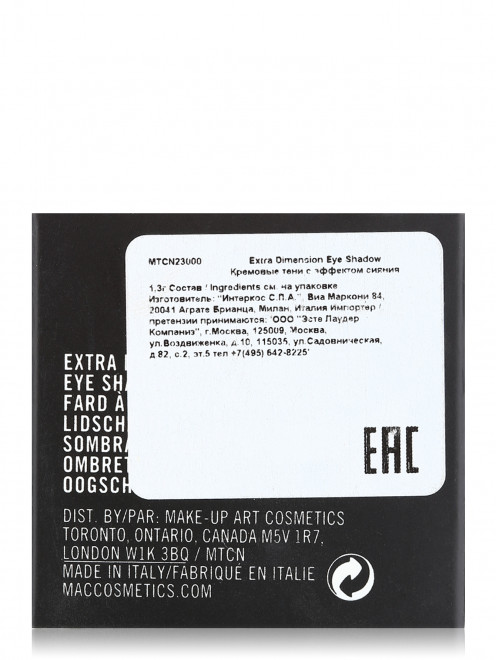 MTCN23000 Extra Dimension Eye Shadow
Кремовые тени с эффектом сияния
1,3г Состав / Ingredients см. на упаковке
Изготовитель: "Интеркос С.П.А.", Виа Маркони 84,
20041 Аграте Брианца, Милан, Италия Импортер /
претензии принимаются: 'ООО "Эсте Лаудер
Компаниз", г.Москва, 125009, Москва,
ул.Воздвиженка, д.10, 115035, ул.Садовническая,
д 82, с.2, эт.5 тел +7(495) 642-8225'
EAC
EXTRA
EYE SHA
FARD À
LIDSCH
SOMBRA
OMBRET
OOGSCH
DIST. BY/PAR: MAKE-UP ART COSMETICS
TORONTO, ONTARIO, CANADA M5V 1R7,
LONDON W1K 3BQ / MTCN
MADE IN ITALY/FABRIQUÉ EN ITALIE
MACCOSMETICS.COM